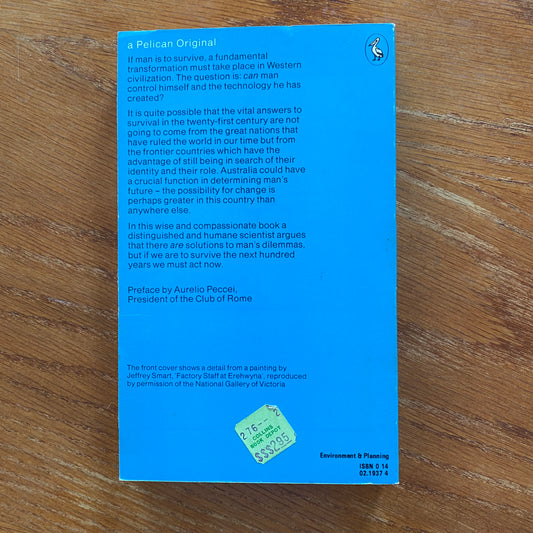 a Pelican Original
If man is to survive, a fundamental
transformation must take place in Western
civilization. The question is: can man
control himself and the technology he has
created?
It is quite possible that the vital answers to
survival in the twenty-first century are not
going to come from the great nations that
have ruled the world in our time but from
the frontier countries which have the
advantage of still being in search of their
identity and their role. Australia could have
a crucial function in determining man's
future – the possibility for change is
perhaps greater in this country than
anywhere else.
In this wise and compassionate book a
distinguished and humane scientist argues
that there are solutions to man's dilemmas,
but if we are to survive the next hundred
years we must act now.
Preface by Aurelio Peccei,
President of the Club of Rome
The front cover shows a detail from a painting by
Jeffrey Smart, 'Factory Staff at Erehwyna', reproduced
by permission of the National Gallery of Victoria
276--2
COLLINS
BOOK DEPOT
$$$295
Environment & Planning
ISBN 0 14
02.1937 4